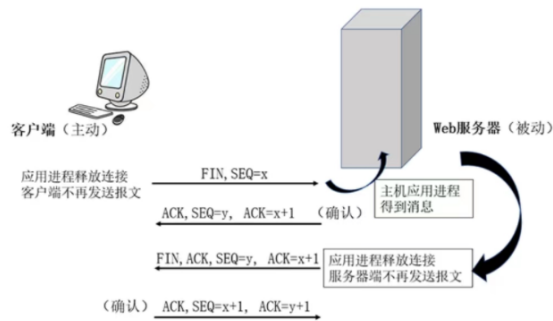 客户端（主动）
Web服务器（被动）
应用进程释放连接
客户端不再发送报文
FIN,SEQ=x
主机应用进程
得到消息
ACK,SEQ=y, ACK=x+1 （确认）
FIN,ACK,SEQ=y, ACK=x+1
应用进程释放连接
服务器端不再发送报文
（确认） ACK,SEQ=x+1, ACK=y+1